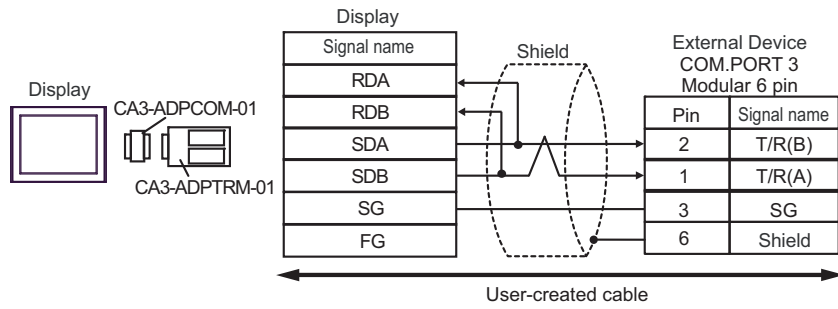 Display
CA3-ADPCOM-01
CA3-ADPTRM-01
Display
Signal name
RDA
RDB
SDA
SDB
SG
FG
Shield
External Device
COM.PORT 3
Modular 6 pin
Pin Signal name
2 T/R(B)
1 T/R(A)
3 SG
6 Shield
User-created cable